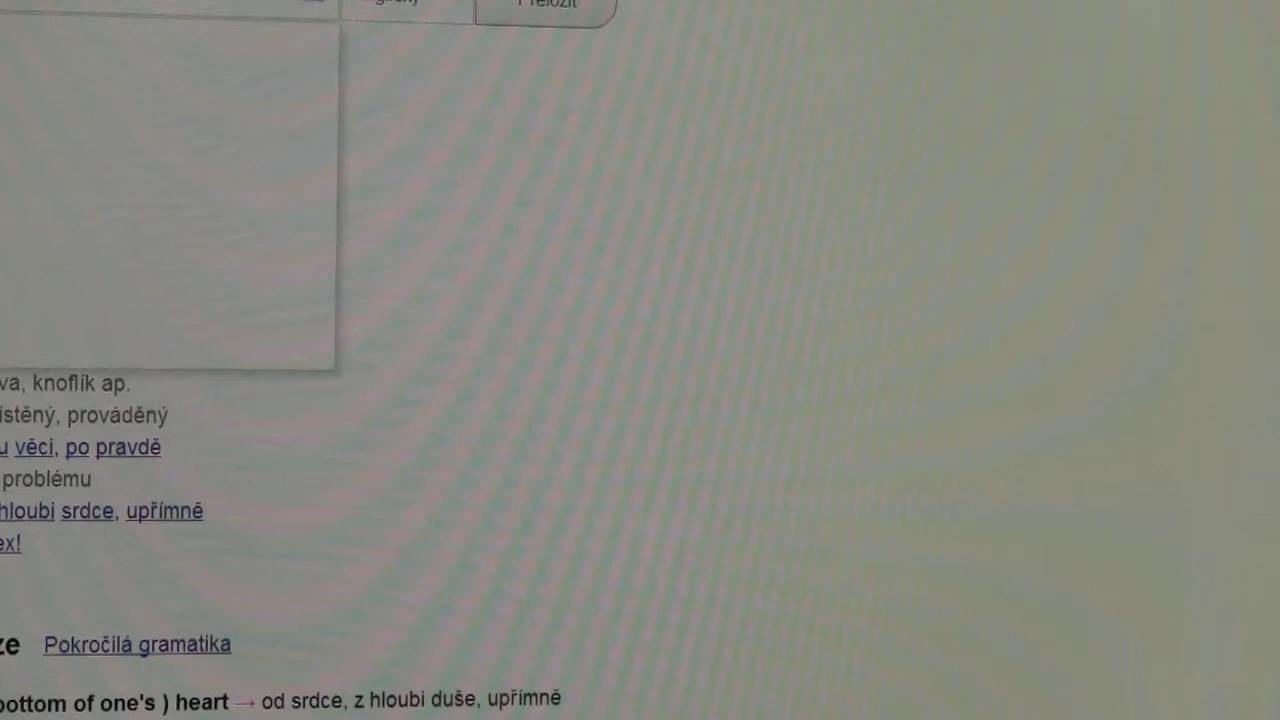 Přeložit
va, knoflík ap.
ístěný, prováděný
u věci, po pravdě
problému
hloubi srdce, upřímně
ex!
ze Pokročilá gramatika
bottom of one's ) heart → od srdce, z hloubi duše, upřímně